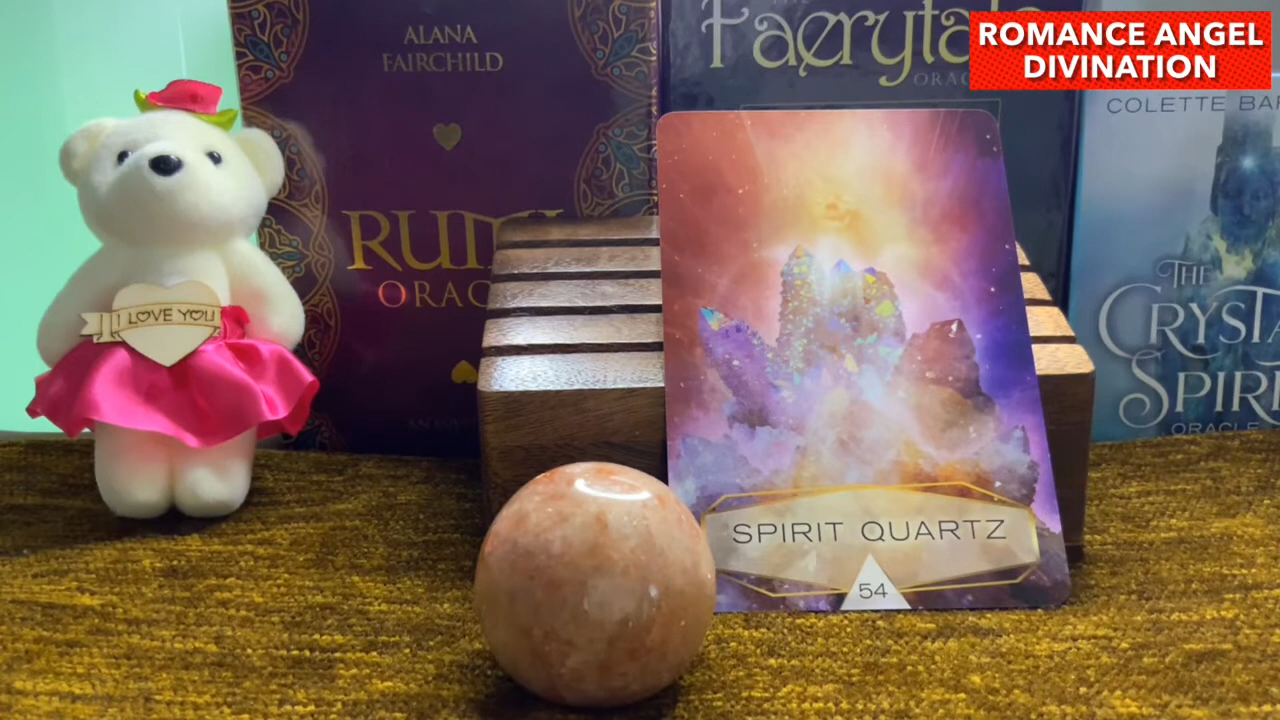 ROMANCE ANGEL
DIVINATION
ALANA
FAIRCHILD
RUMI
ORAC
THE
Faeryta
ORAC
COLETTE BAR
THE
CRYSTA
SPIRI
ORACLE
I LOVE YOU
SPIRIT QUARTZ
54